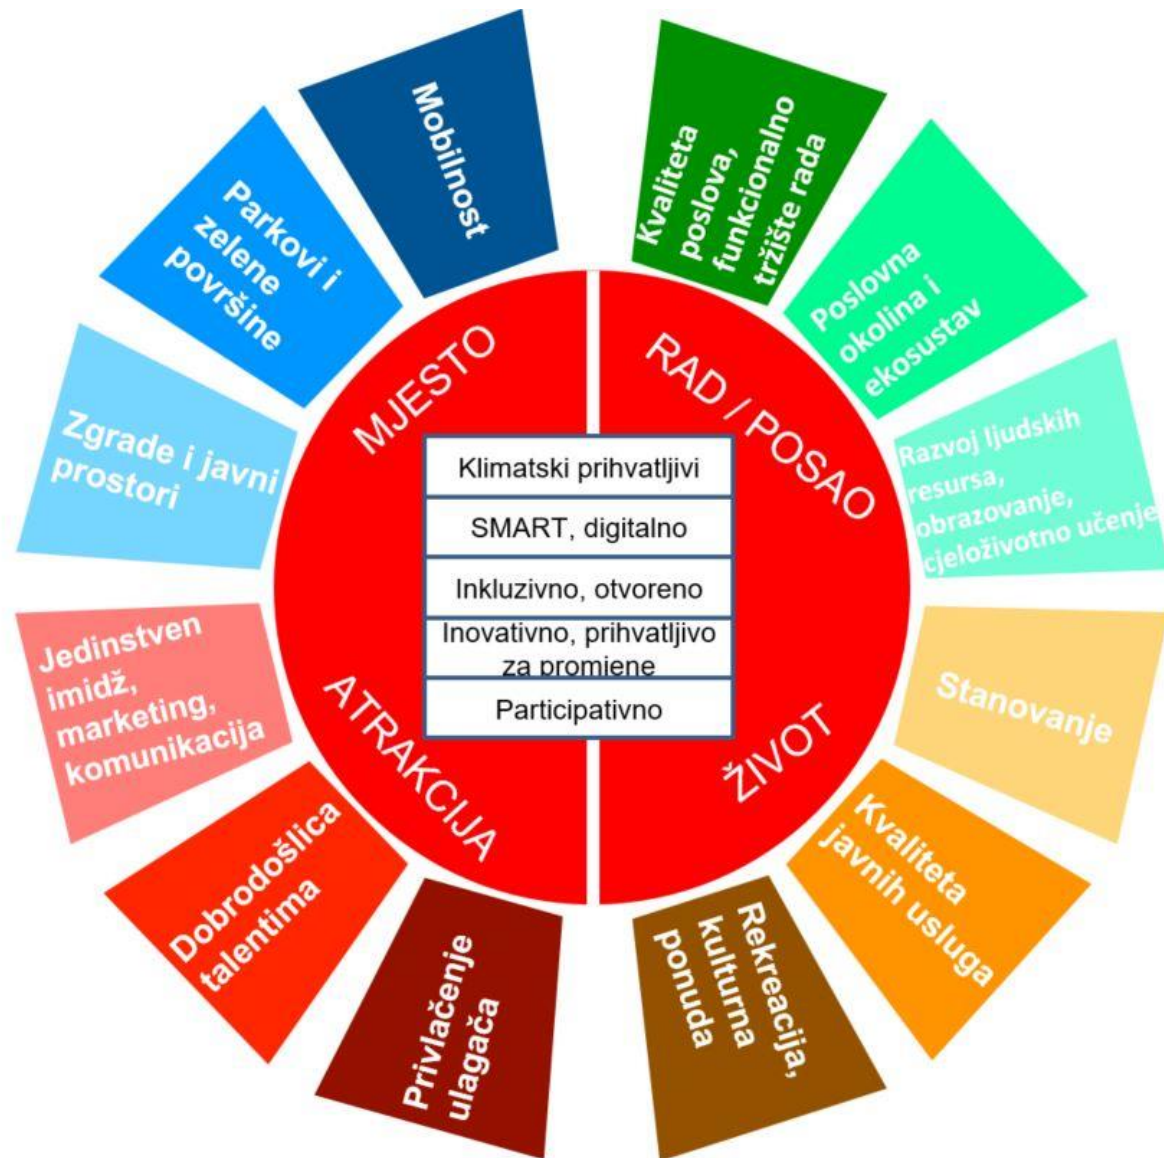 Mobilnost
Kvaliteta
poslova,
funkcionalno
tržište rada
Parkovi i
zelene
površine
Poslovna
okolina i
ekosustav
Zgrade i javni
prostori
Razvoj ljudskih
resursa,
obrazovanje,
cjeloživotno učenje
MJESTO
RAD / POSAO
Klimatski prihvatljivi
SMART, digitalno
Inkluzivno, otvoreno
Inovativno, prihvatljivo
za promjene
Participativno
ATRAKCIJA
ŽIVOT
Jedinstven
imidž,
marketing,
komunikacija
Stanovanje
Dobrodošlica
talentima
Kvaliteta
javnih usluga
Privlačenje
ulagača
Rekreacija,
kulturna
ponuda